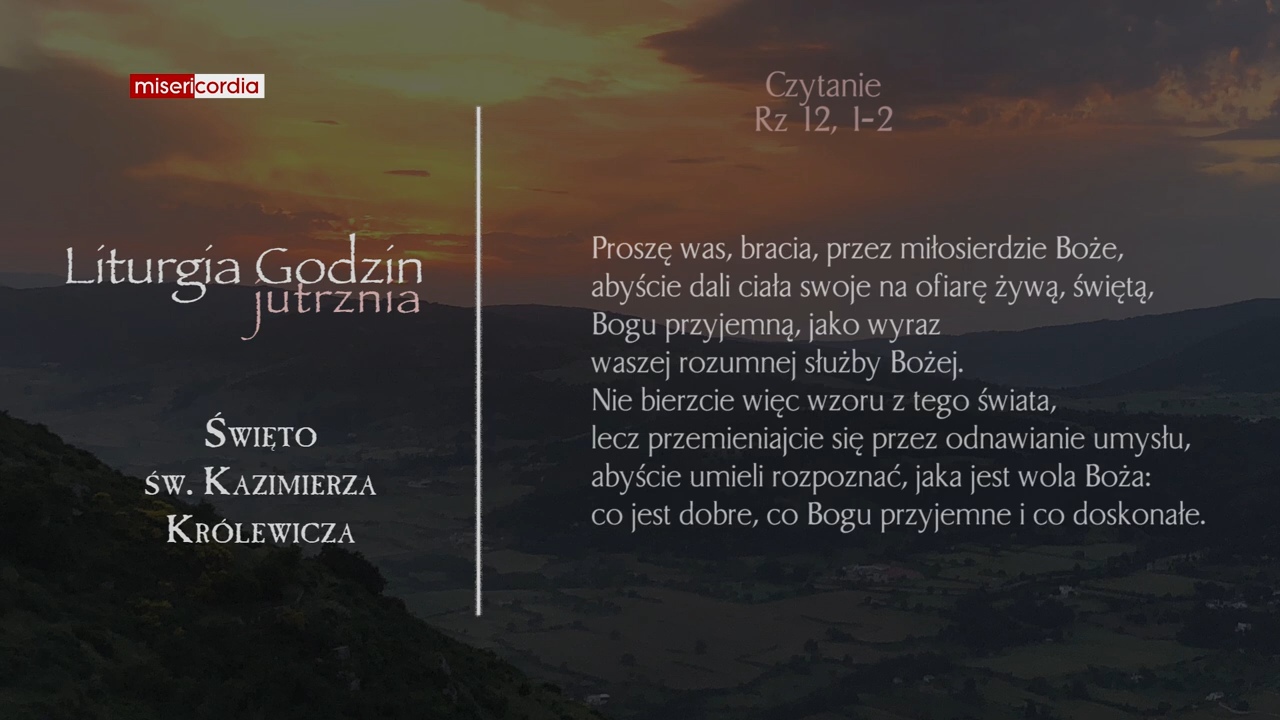 misericordia
Liturgia Godzin
jutrznia
Święto
św. Kazimierza
Królewicza
Czytanie
Rz 12, 1-2
Proszę was, bracia, przez miłosierdzie Boże,
abyście dali ciała swoje na ofiarę żywą, świętą,
Bogu przyjemną, jako wyraz
waszej rozumnej służby Bożej.
Nie bierzcie więc wzoru z tego świata,
lecz przemieniajcie się przez odnawianie umysłu,
abyście umieli rozpoznać, jaka jest wola Boża:
co jest dobre, co Bogu przyjemne i co doskonałe.